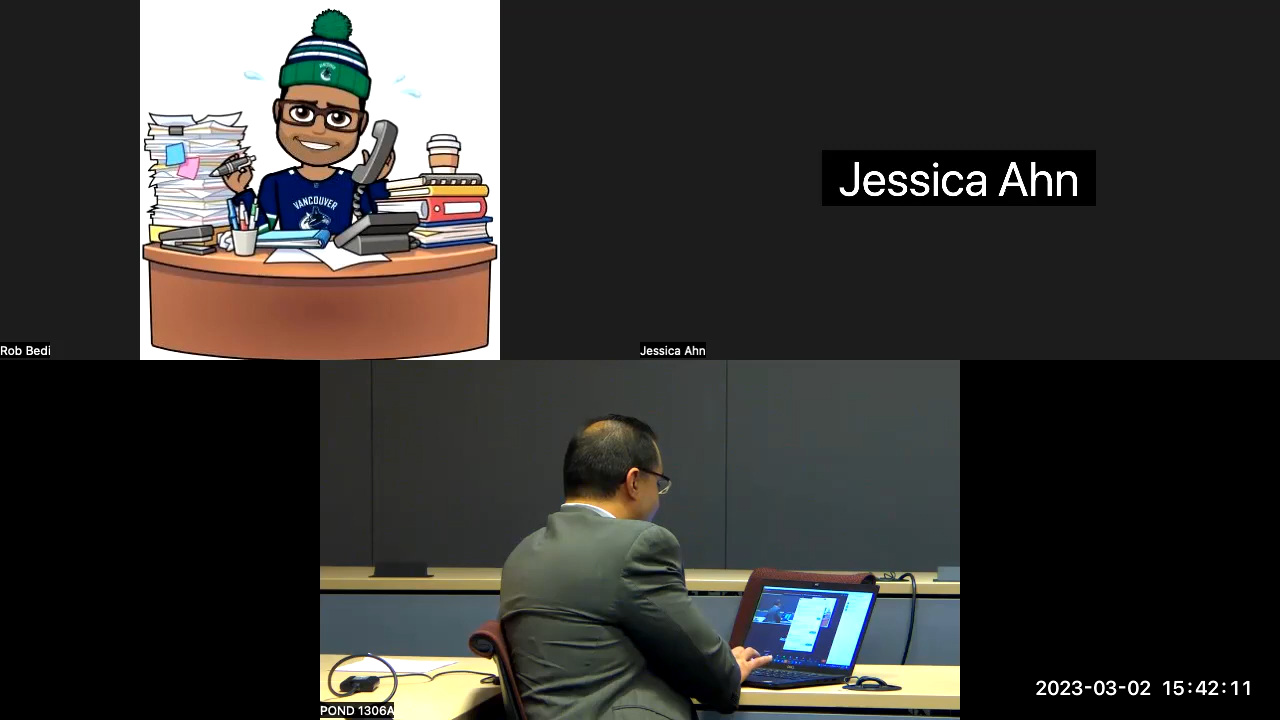 VANCOUVER
Jessica Ahn
Rob Bedi
Jessica Ahn
POND 1306A
2023-03-02 15:42:11